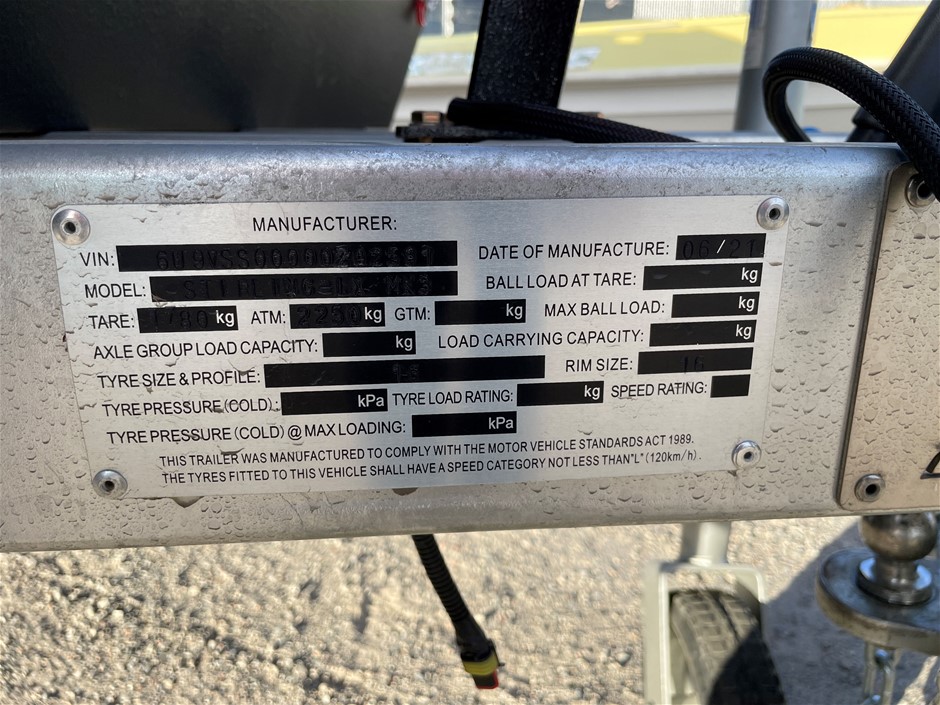 MANUFACTURER:
VIN: DATE OF MANUFACTURE: 06/21
MODEL: BALL LOAD AT TARE: kg
TARE: kg ATM: 2250 kg GTM: kg MAX BALL LOAD: kg
AXLE GROUP LOAD CAPACITY: kg LOAD CARRYING CAPACITY: kg
TYRE SIZE & PROFILE: RIM SIZE: 16
TYRE PRESSURE (COLD): kPa TYRE LOAD RATING: kg SPEED RATING:
TYRE PRESSURE (COLD) @ MAX LOADING: kPa
THIS TRAILER WAS MANUFACTURED TO COMPLY WITH THE MOTOR VEHICLE STANDARDS ACT 1989.
THE TYRES FITTED TO THIS VEHICLE SHALL HAVE A SPEED CATEGORY NOT LESS THAN"L" (120km/h).